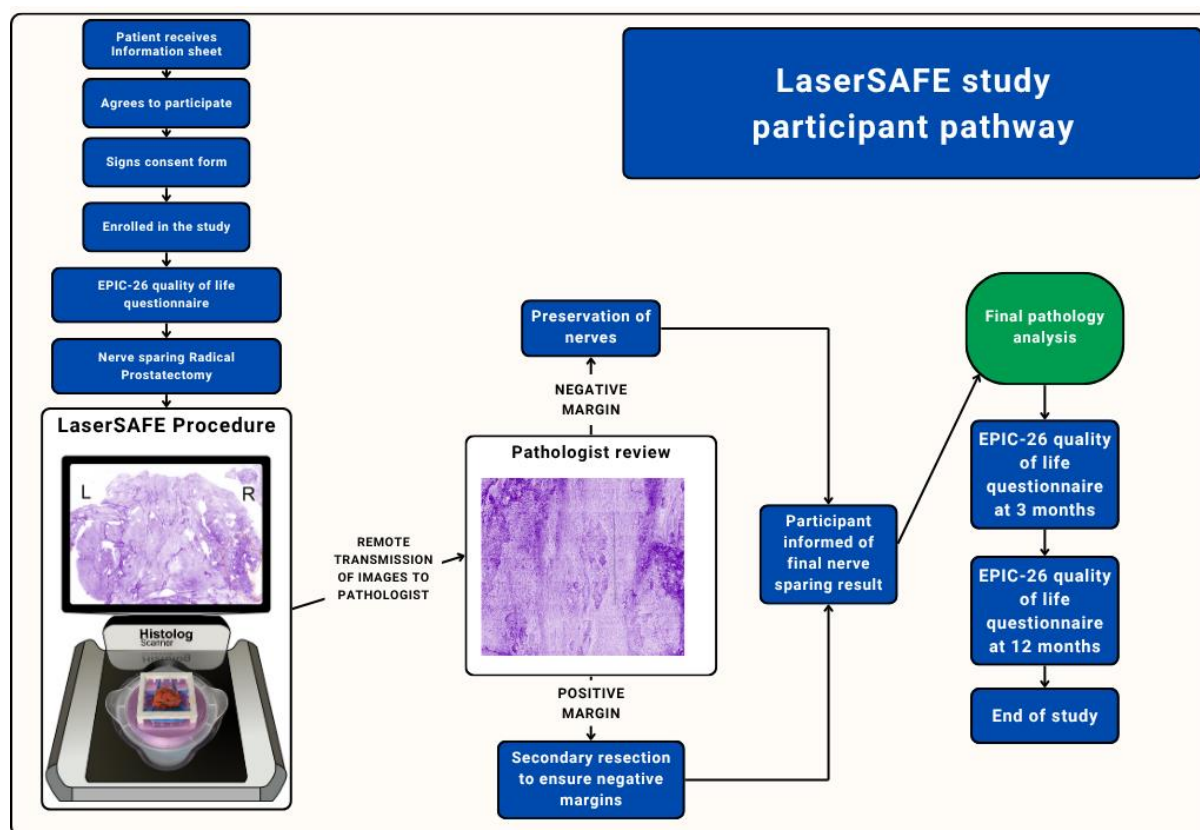 LaserSAFE study
participant pathway
Patient receives
Information sheet
Agrees to participate
Signs consent form
Enrolled in the study
EPIC-26 quality of life
questionnaire
Nerve sparing Radical
Prostatectomy
LaserSAFE Procedure
L
R
Histolog
Scanner
REMOTE
TRANSMISSION
OF IMAGES TO
PATHOLOGIST
Preservation of
nerves
NEGATIVE
MARGIN
Pathologist review
POSITIVE
MARGIN
Secondary resection
to ensure negative
margins
Participant
informed of
final nerve
sparing result
Final pathology
analysis
EPIC-26 quality
of life
questionnaire
at 3 months
EPIC-26 quality
of life
questionnaire
at 12 months
End of study